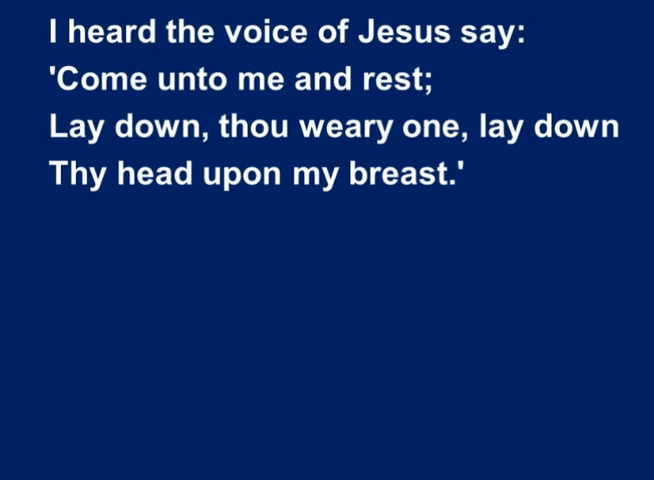 I heard the voice of Jesus say:
'Come unto me and rest;
Lay down, thou weary one, lay down
Thy head upon my breast.'